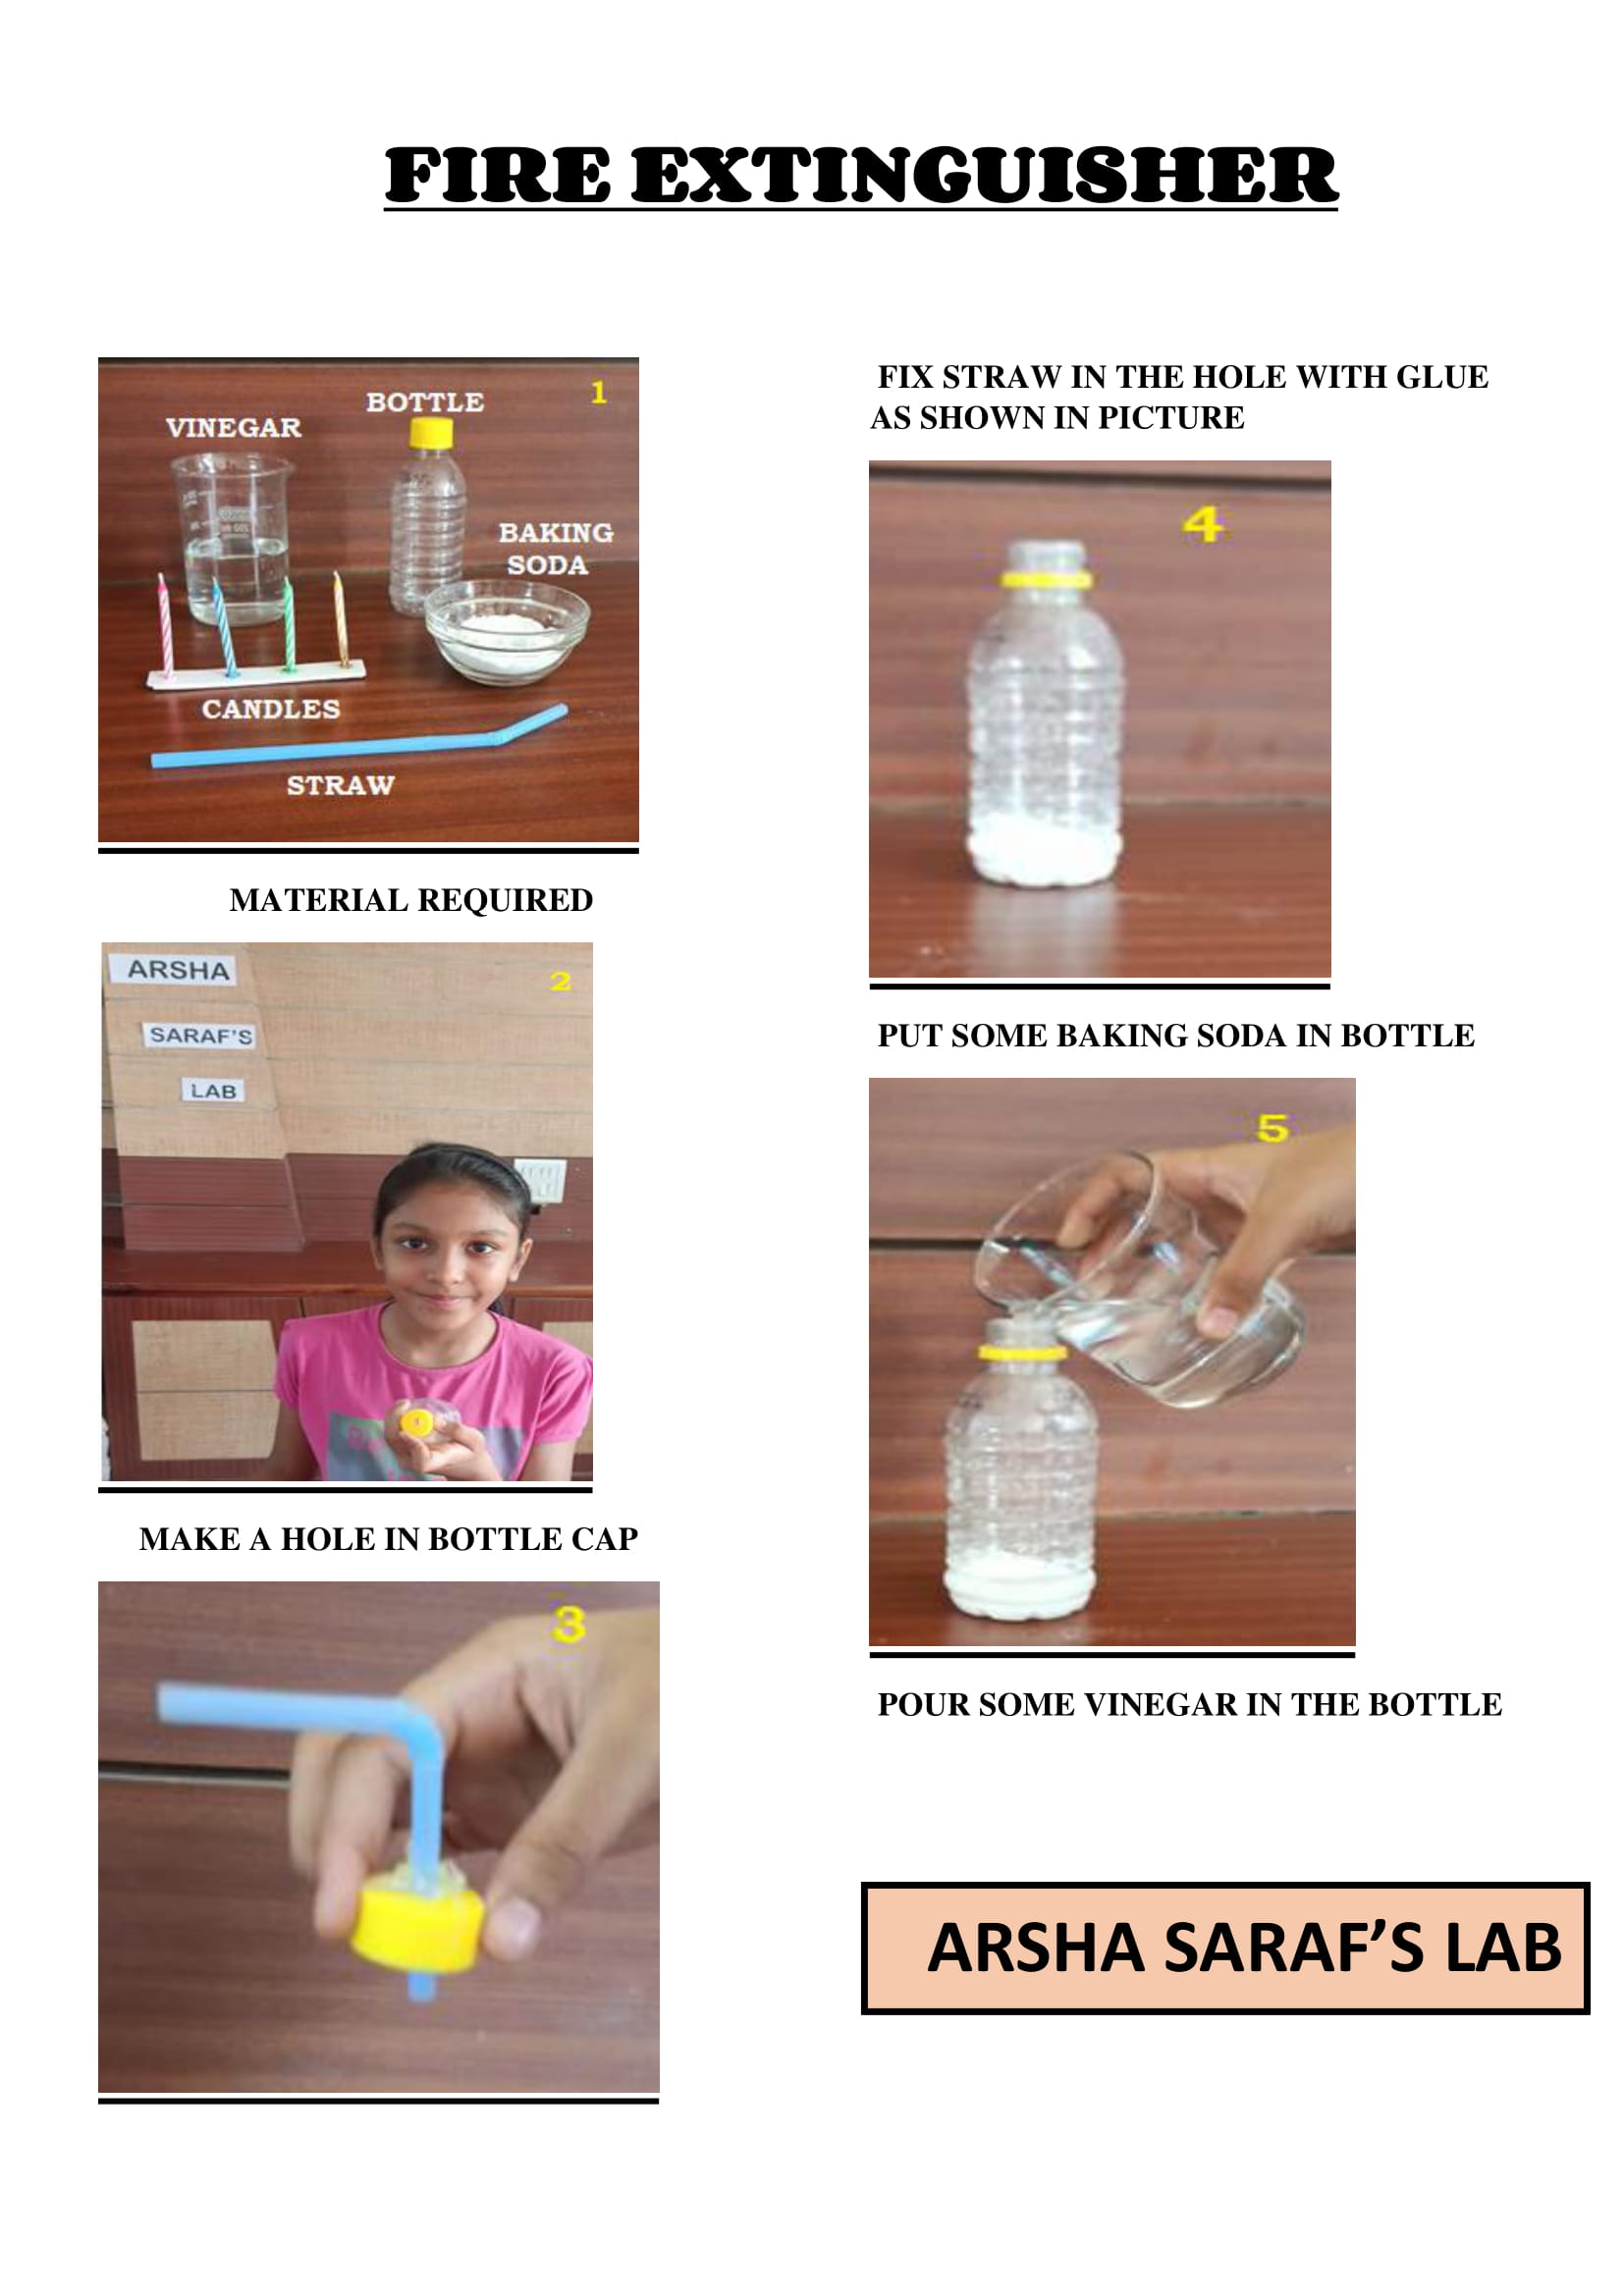 FIRE EXTINGUISHER
1
VINEGAR
BOTTLE
BAKING
SODA
CANDLES
STRAW
MATERIAL REQUIRED
2
ARSHA
SARAF'S
LAB
MAKE A HOLE IN BOTTLE CAP
3
FIX STRAW IN THE HOLE WITH GLUE
AS SHOWN IN PICTURE
4
PUT SOME BAKING SODA IN BOTTLE
5
POUR SOME VINEGAR IN THE BOTTLE
ARSHA SARAF’S LAB